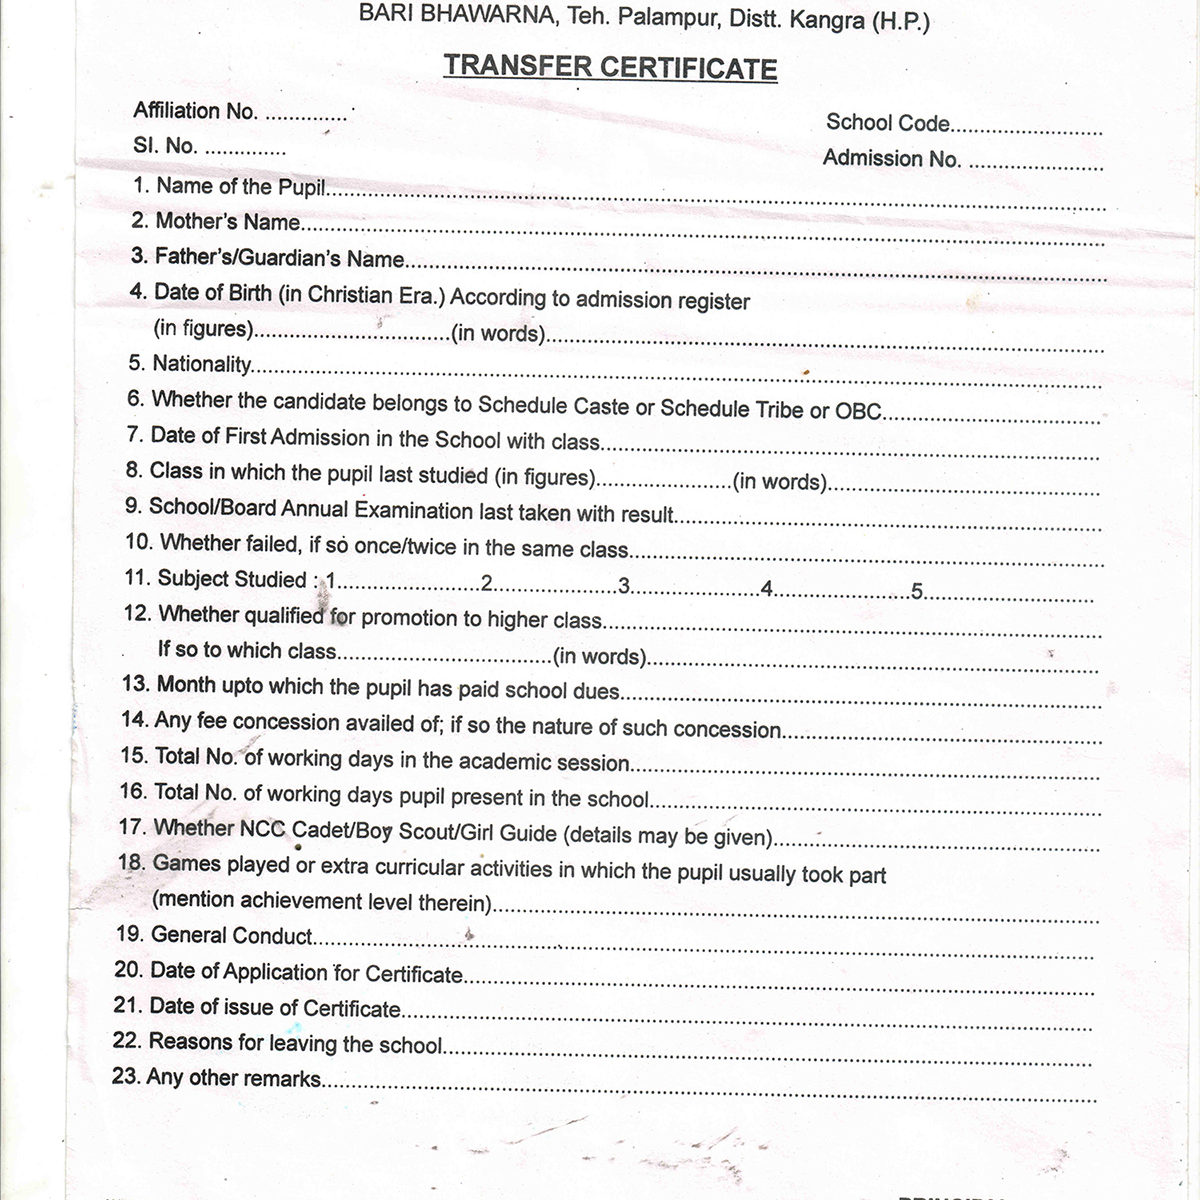 BARI BHAWARNA, Teh. Palampur, Distt. Kangra (H.P.)
TRANSFER CERTIFICATE
Affiliation No. ..............
School Code........................
Sl. No. ..............
Admission No. .......................
1. Name of the Pupil..................................................
2. Mother's Name..................................................
3. Father's/Guardian's Name..................................................
4. Date of Birth (in Christian Era.) According to admission register
(in figures)..................................(in words)..................................................
5. Nationality..................................................
6. Whether the candidate belongs to Schedule Caste or Schedule Tribe or OBC......................................
7. Date of First Admission in the School with class..................................................
8. Class in which the pupil last studied (in figures)........................(in words)..............................................
9. School/Board Annual Examination last taken with result..................................................
10. Whether failed, if so once/twice in the same class..................................................
11. Subject Studied : 1.........................2......................3.......................4........................5..............................
12. Whether qualified for promotion to higher class..................................................
If so to which class.....................................(in words)..................................................
13. Month upto which the pupil has paid school dues..................................................
14. Any fee concession availed of; if so the nature of such concession..................................................
15. Total No. of working days in the academic session..................................................
16. Total No. of working days pupil present in the school..................................................
17. Whether NCC Cadet/Boy Scout/Girl Guide (details may be given)..................................................
18. Games played or extra curricular activities in which the pupil usually took part
(mention achievement level therein)..................................................
19. General Conduct..................................................
20. Date of Application for Certificate..................................................
21. Date of issue of Certificate..................................................
22. Reasons for leaving the school..................................................
23. Any other remarks..................................................